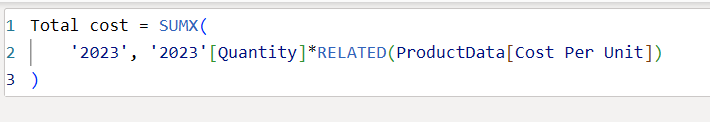 1 Total cost = SUMX(
2 '2023', '2023'[Quantity]*RELATED(ProductData[Cost Per Unit])
3 )